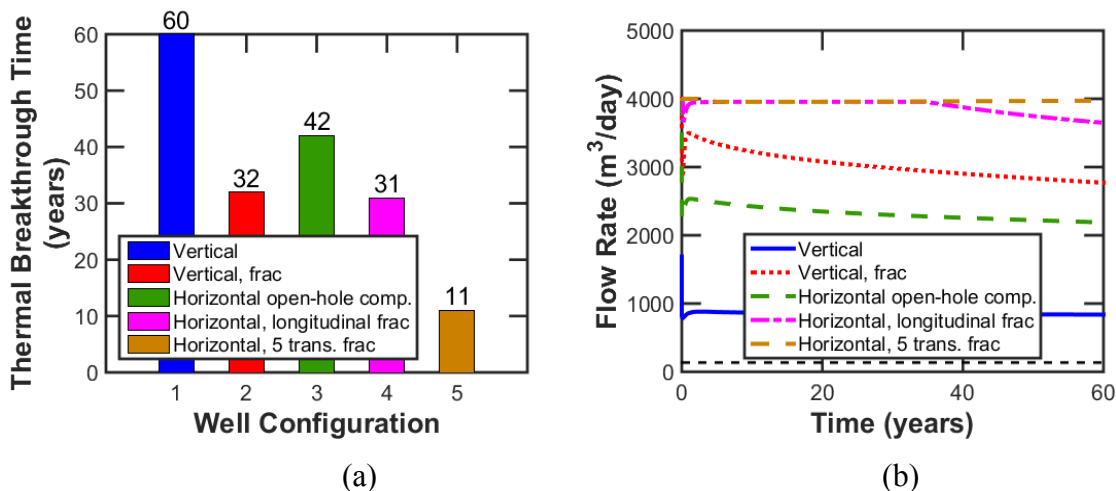 Thermal Breakthrough Time
(years)
60
50
40
30
20
10
0
60
32
42
31
11
Vertical
Vertical, frac
Horizontal open-hole comp.
Horizontal, longitudinal frac
Horizontal, 5 trans. frac
1 2 3 4 5
Well Configuration
(a)
Flow Rate (m³/day)
5000
4000
3000
2000
1000
0
Vertical
Vertical, frac
Horizontal open-hole comp.
Horizontal, longitudinal frac
Horizontal, 5 trans. frac
0 20 40 60
Time (years)
(b)